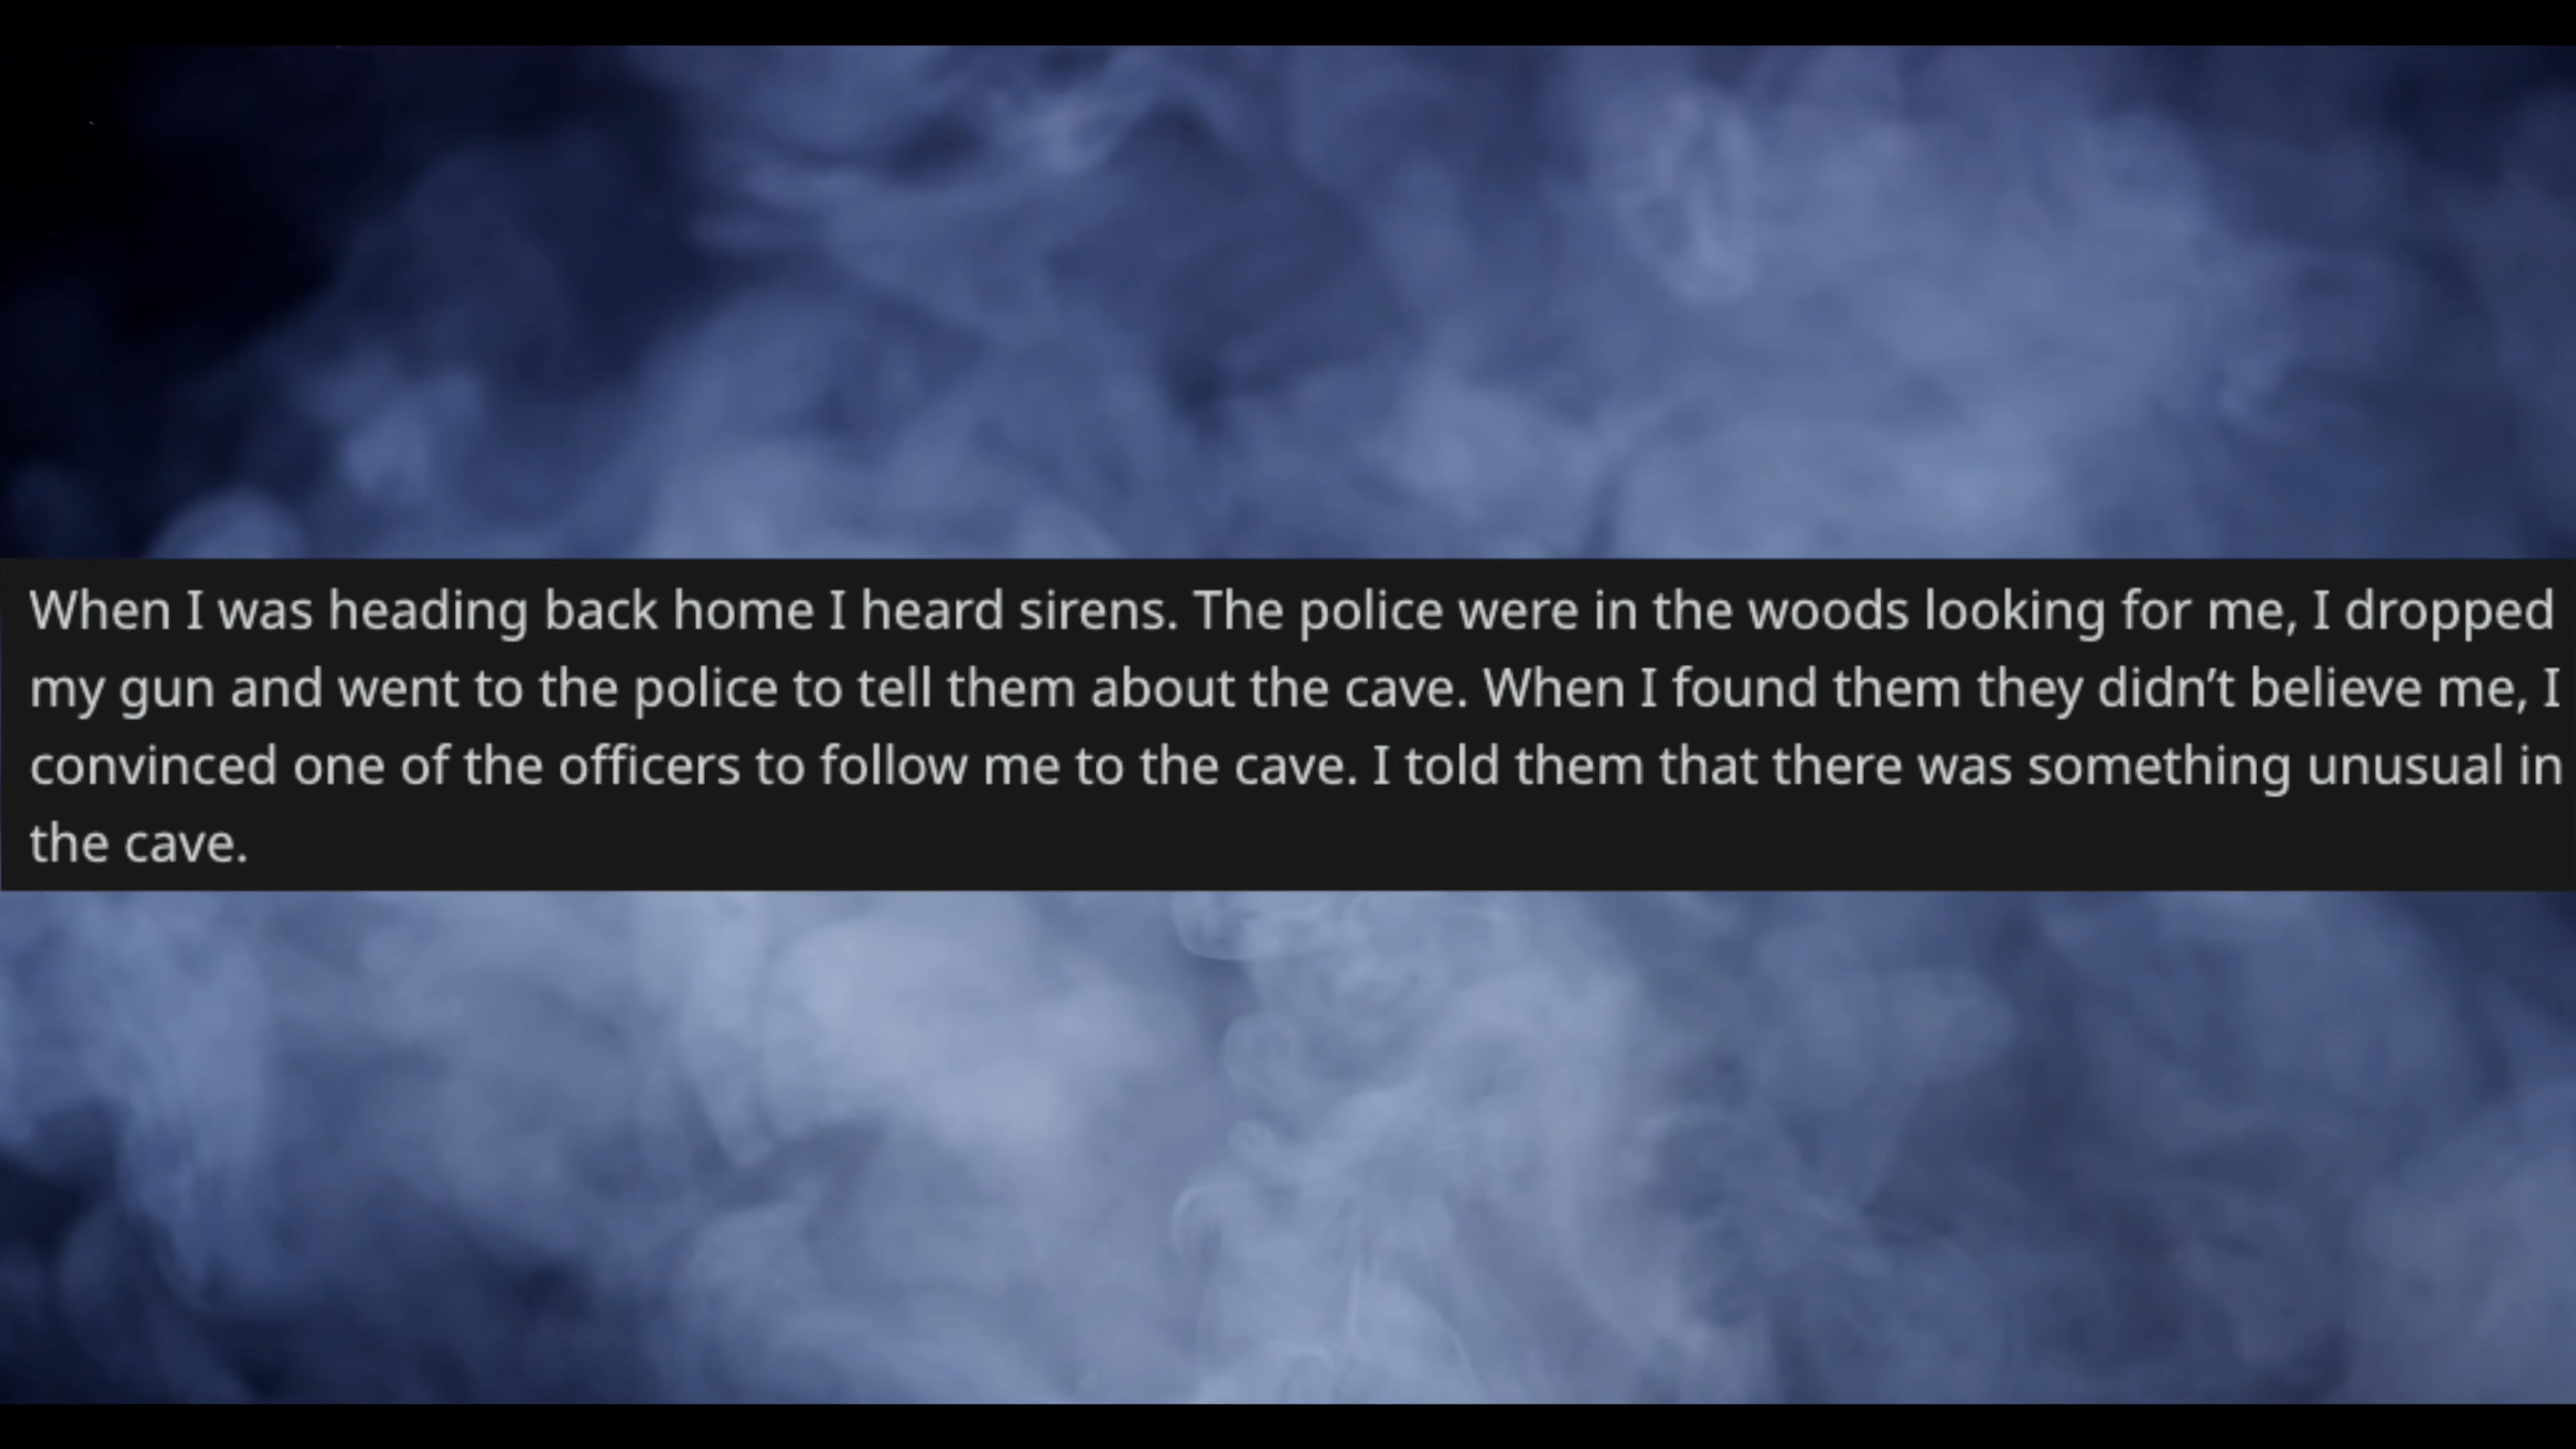 When I was heading back home I heard sirens. The police were in the woods looking for me, I dropped
my gun and went to the police to tell them about the cave. When I found them they didn’t believe me, I
convinced one of the officers to follow me to the cave. I told them that there was something unusual in
the cave.